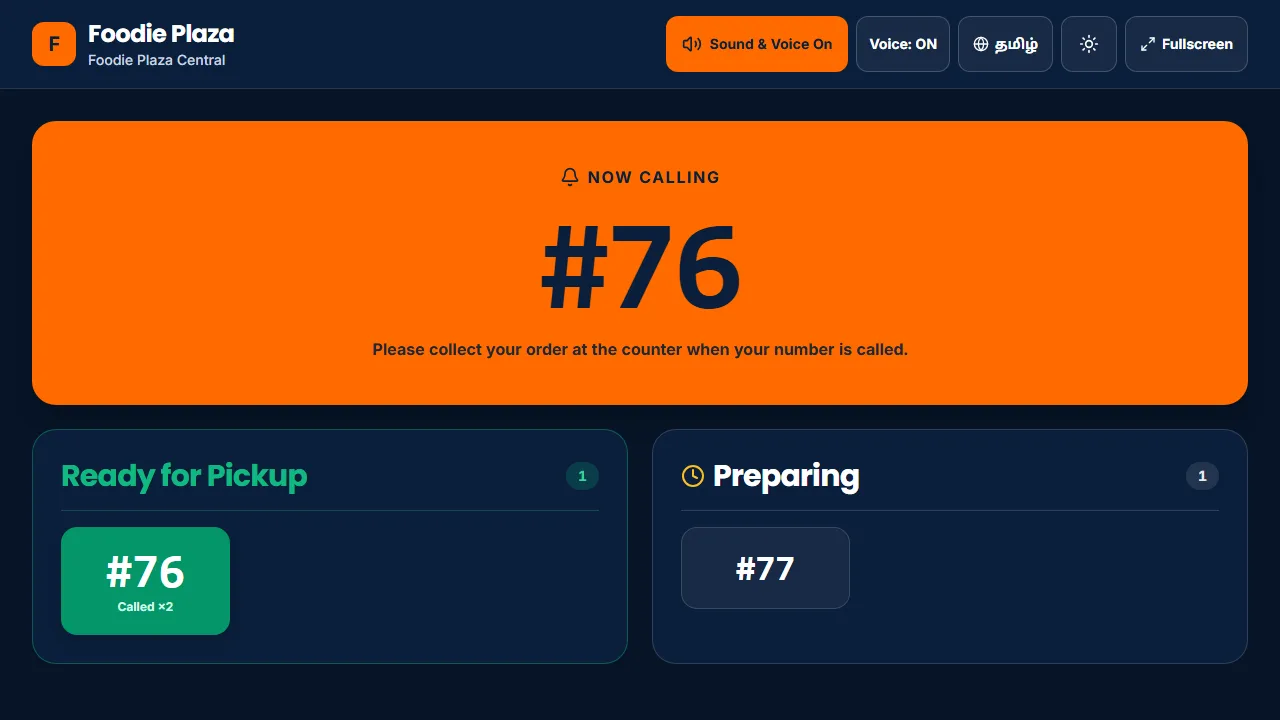 F
Foodie Plaza
Foodie Plaza Central
Sound & Voice On
Voice: ON
தமிழ்
Fullscreen
NOW CALLING
#76
Please collect your order at the counter when your number is called.
Ready for Pickup
1
#76
Called ×2
Preparing
1
#77